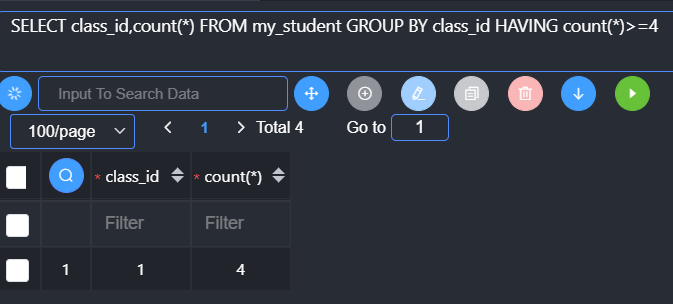 SELECT class_id,count(*) FROM my_student GROUP BY class_id HAVING count(*)>=4
Input To Search Data
100/page 1 Total 4 Go to 1
* class_id * count(*)
Filter Filter
1 1 4